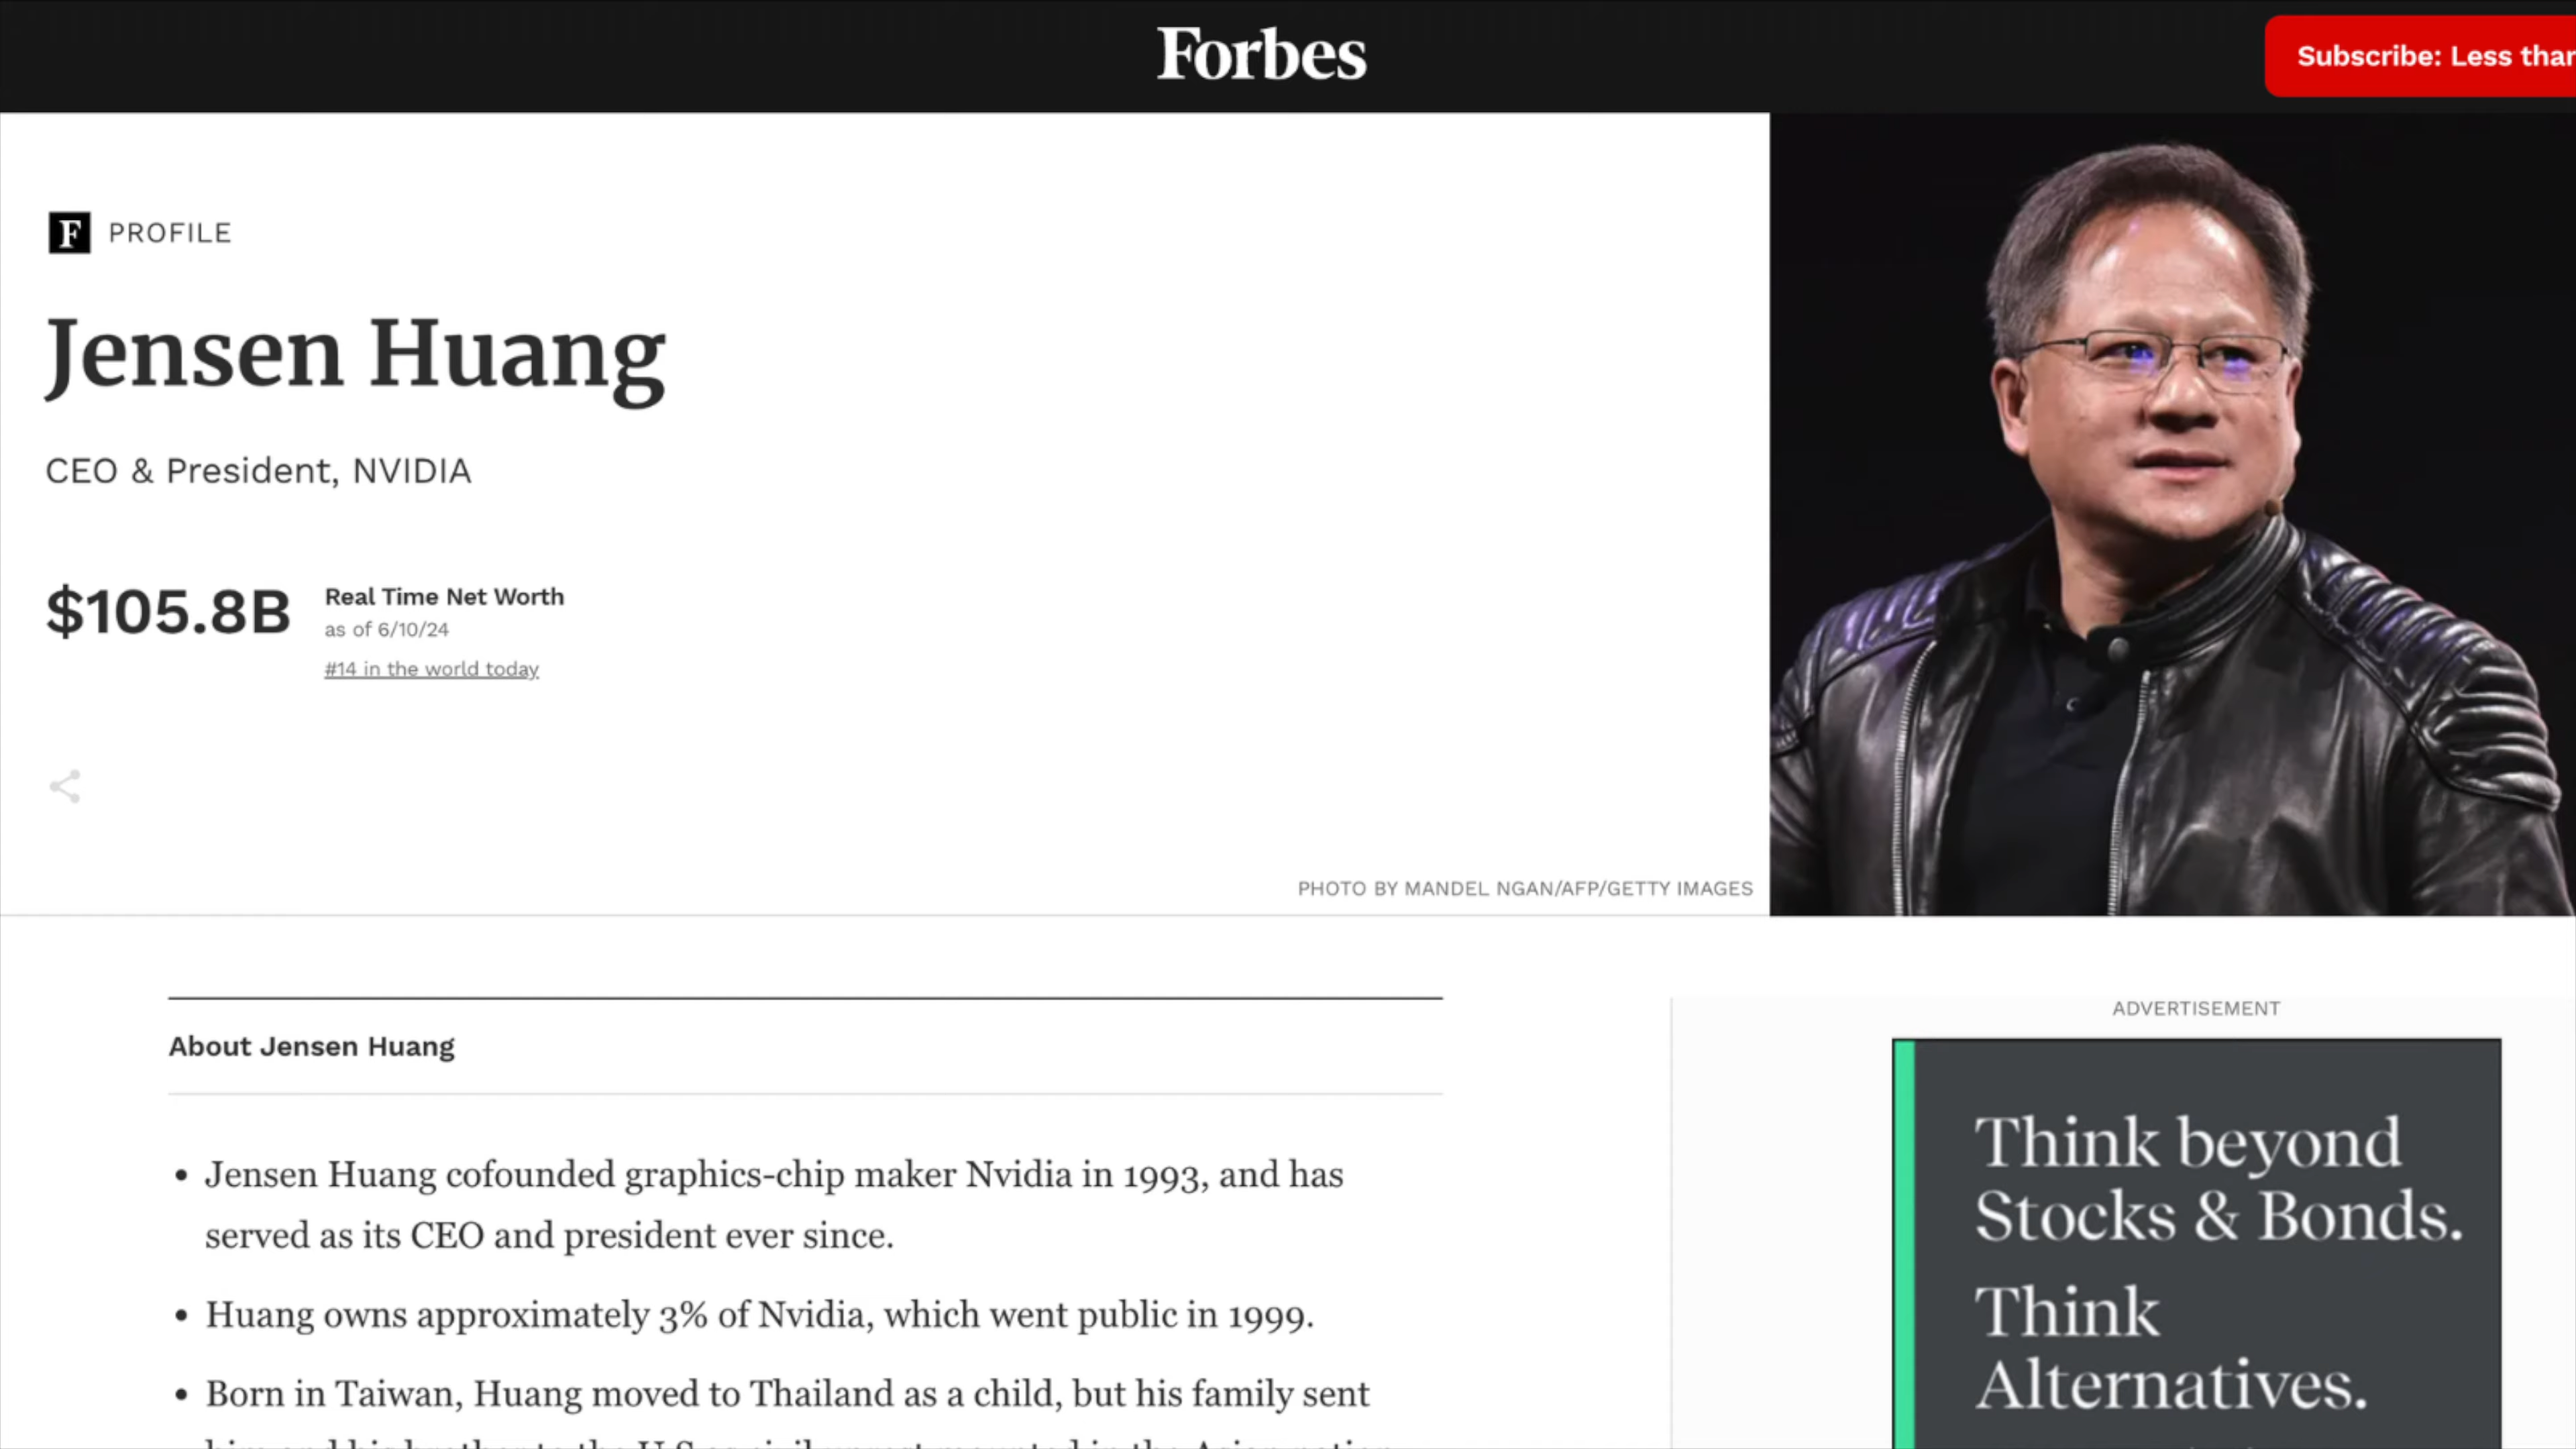 Forbes
Subscribe: Less than
F PROFILE
Jensen Huang
CEO & President, NVIDIA
$105.8B
Real Time Net Worth
as of 6/10/24
#14 in the world today
PHOTO BY MANDEL NGAN/AFP/GETTY IMAGES
About Jensen Huang
• Jensen Huang cofounded graphics-chip maker Nvidia in 1993, and has
served as its CEO and president ever since.
• Huang owns approximately 3% of Nvidia, which went public in 1999.
• Born in Taiwan, Huang moved to Thailand as a child, but his family sent
ADVERTISEMENT
Think beyond
Stocks & Bonds.
Think
Alternatives.